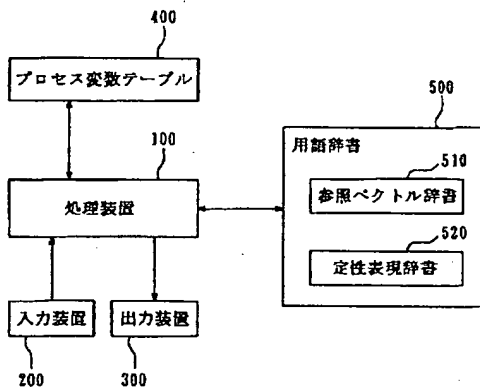 400
プロセス変数テーブル
100
処理装置
500
用語辞書
510
参照ベクトル辞書
520
定性表現辞書
入力装置
出力装置
200
300